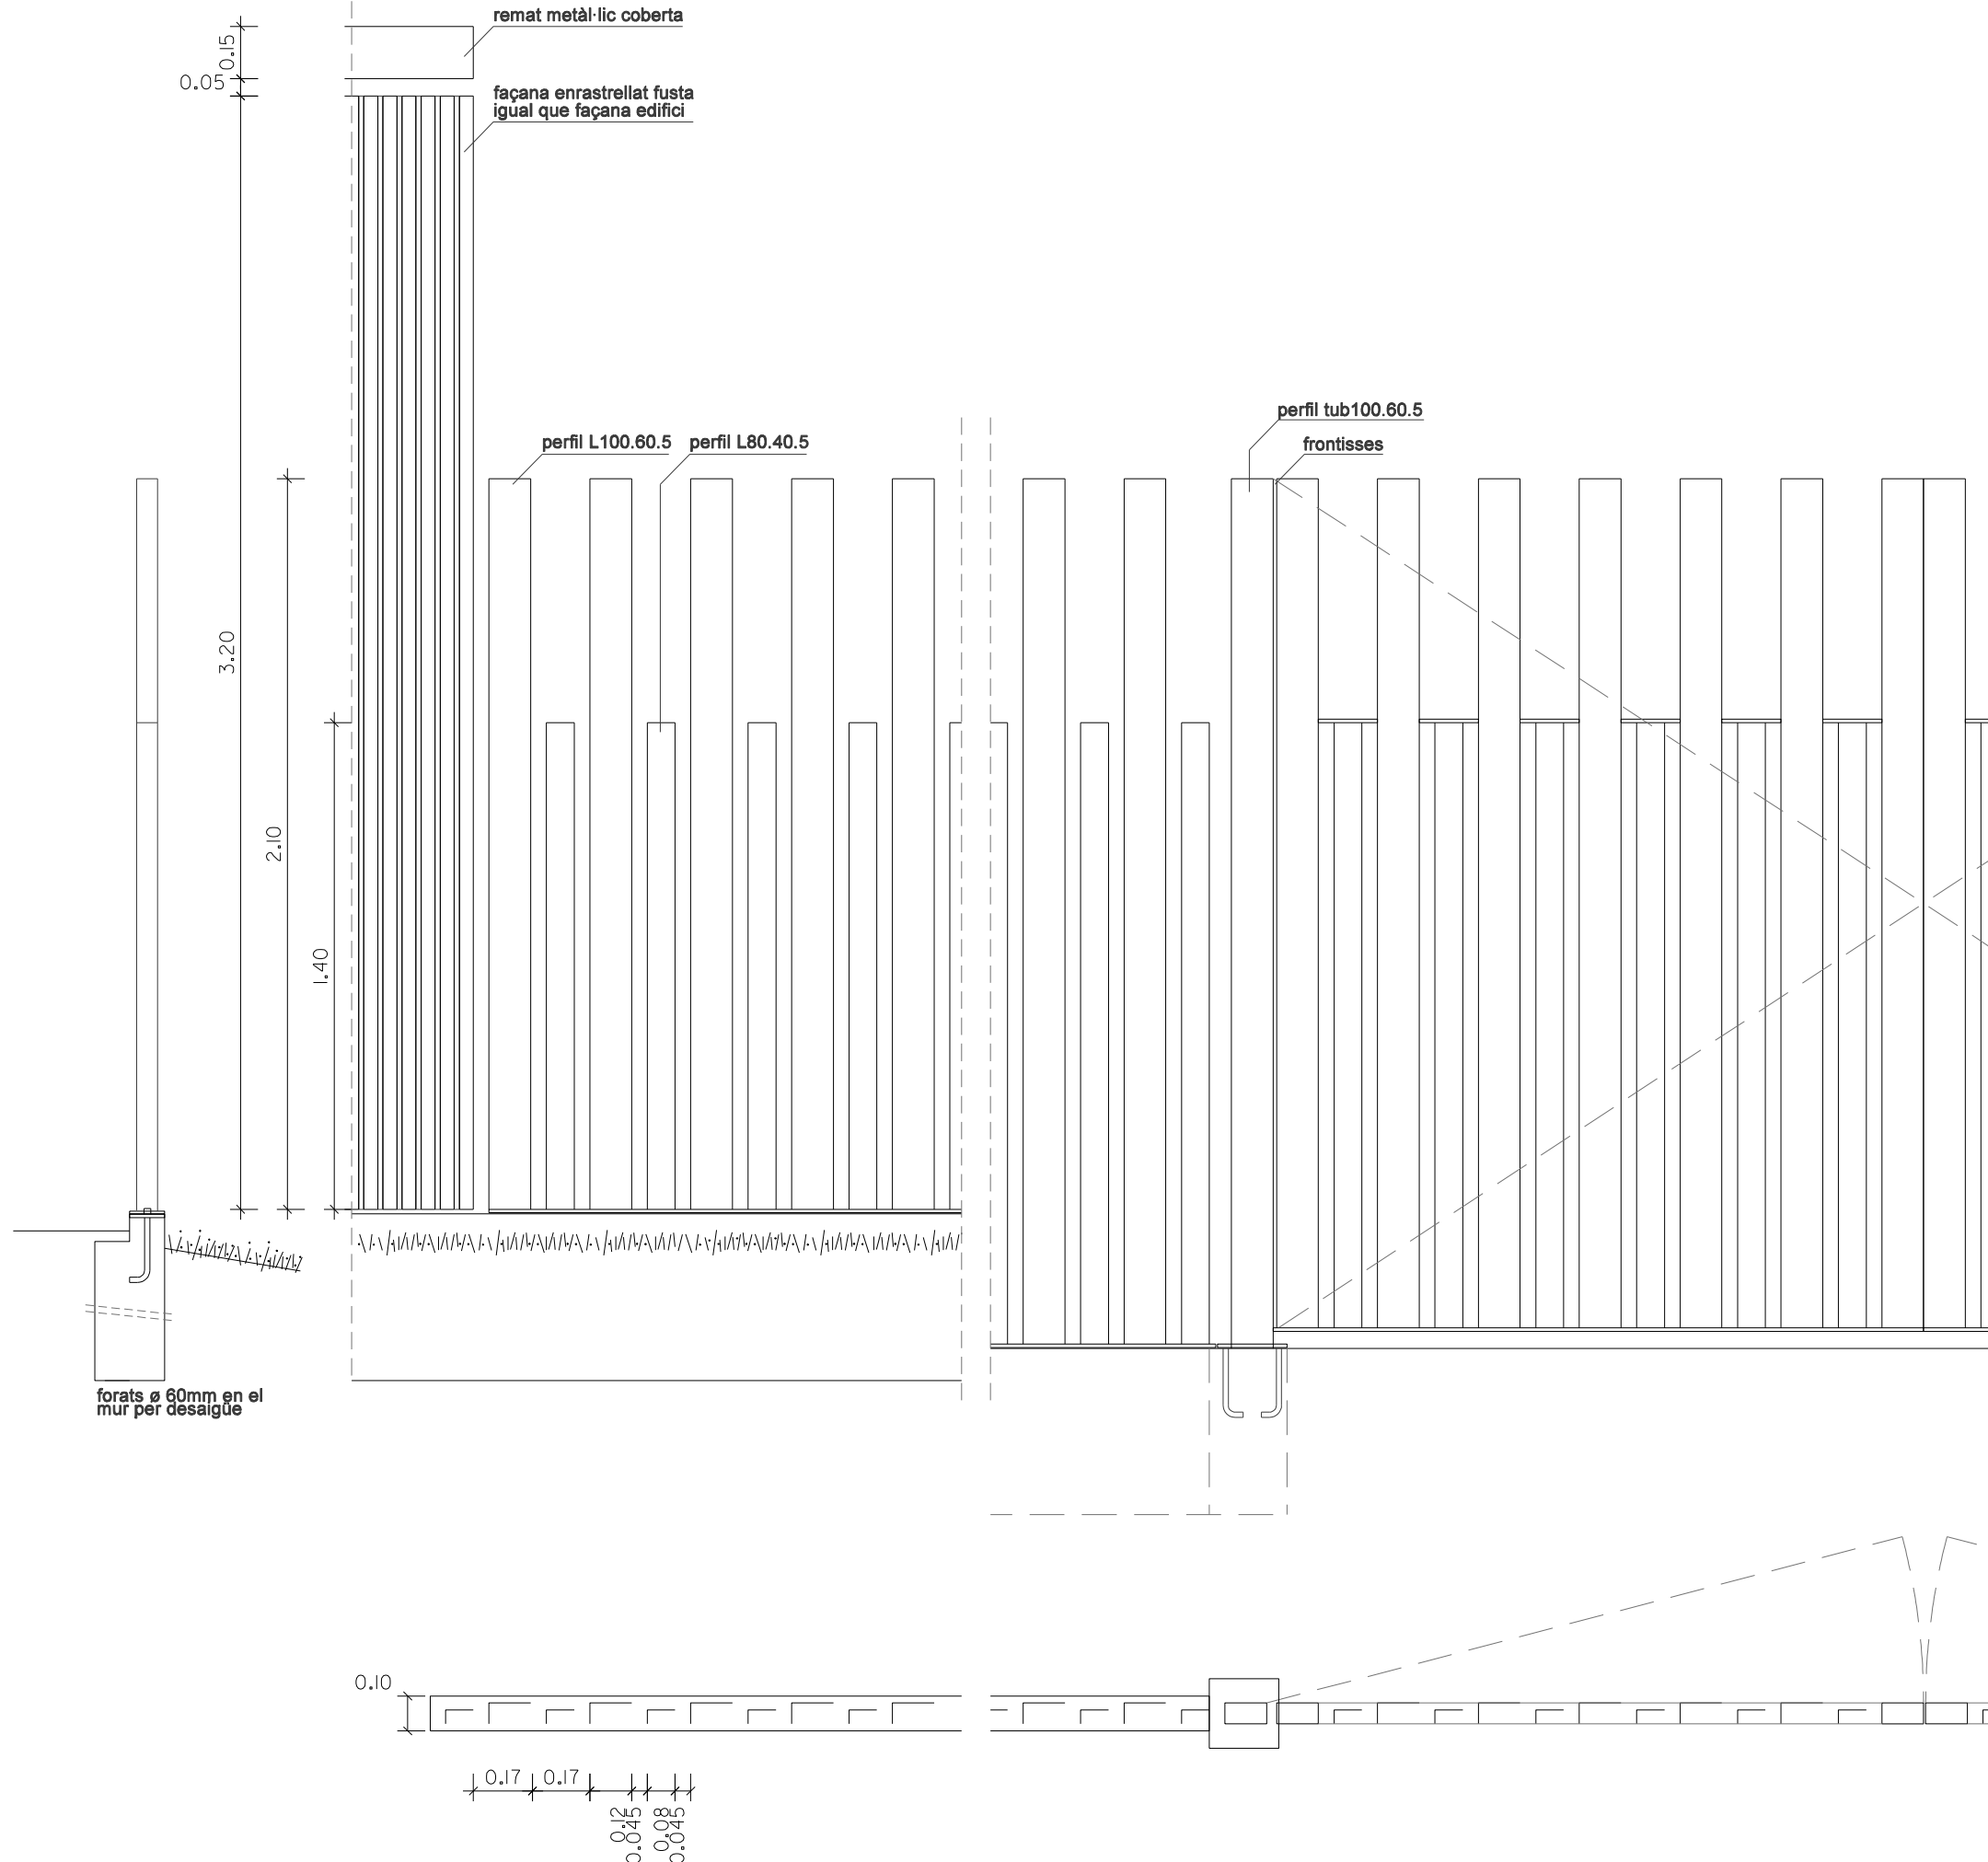 remat metàl·lic coberta
0.15
0.05
façana enrastrellat fusta
igual que façana edifici
perfil tub100.60.5
frontisses
perfil L100.60.5
perfil L80.40.5
3.20
2.10
1.40
forats ø 60mm en el
mur per desaigüe
0.10
0.17
0.17
0.12
0.045
0.08
0.045